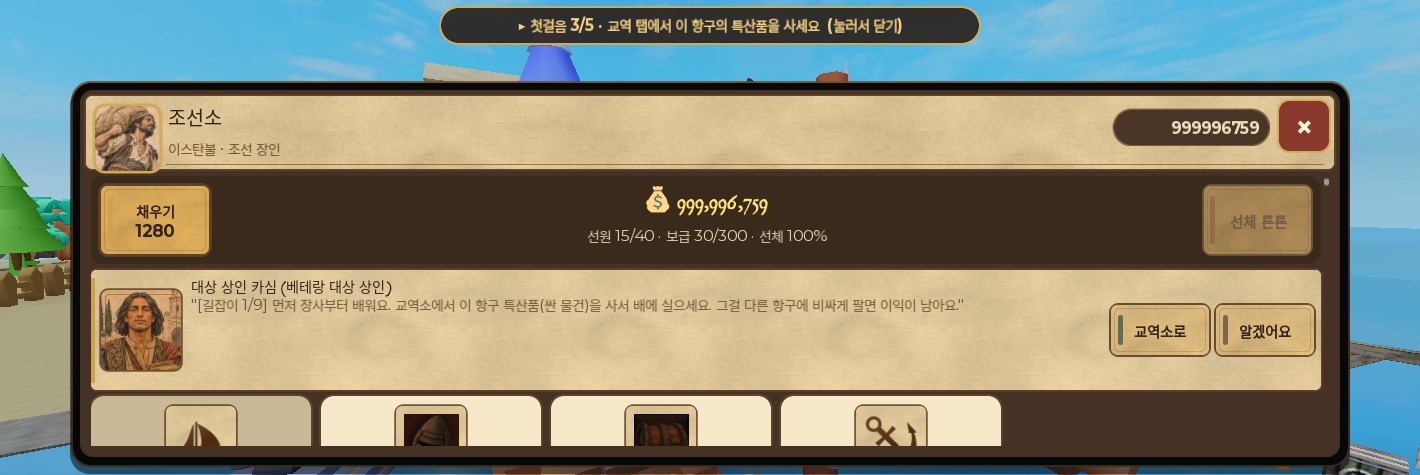 ▸ 첫걸음 3/5 · 교역 탭에서 이 항구의 특산품을 사세요 (눌러서 닫기)
조선소
이스탄불 · 조선 장인
999996759
×
채우기
1280
$ 999,996,759
선원 15/40 · 보급 30/300 · 선체 100%
선체 튼튼
대상 상인 카심 (베테랑 대상 상인)
"[길잡이 1/9] 먼저 장사부터 배워요. 교역소에서 이 항구 특산품(싼 물건)을 사서 배에 실으세요. 그걸 다른 항구에 비싸게 팔면 이익이 남아요."
교역소로
알겠어요